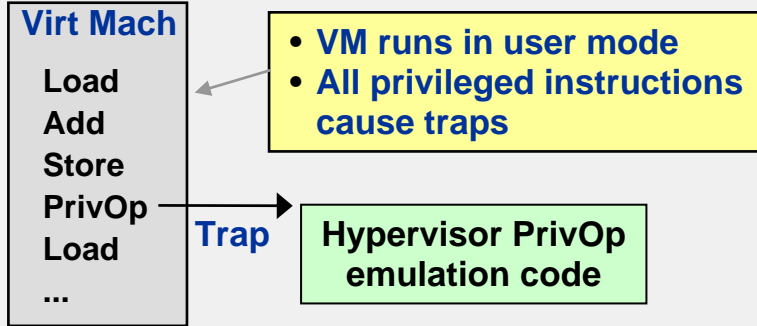 Virt Mach
Load
Add
Store
PrivOp
Load
...
• VM runs in user mode
• All privileged instructions
cause traps
Trap
Hypervisor PrivOp
emulation code